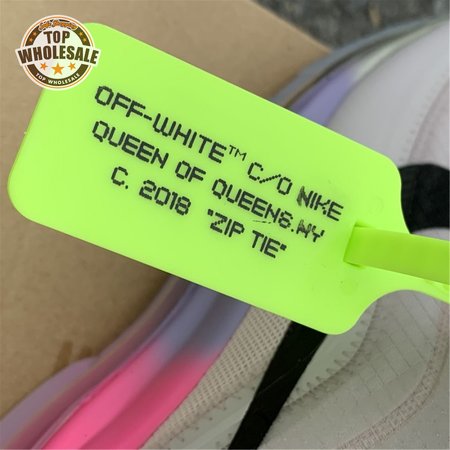 TOP
WHOLESALE
TOP WHOLESALE
OFF-WHITE™ C/O NIKE
QUEEN OF QUEENS.NY
C. 2018 "ZIP TIE"